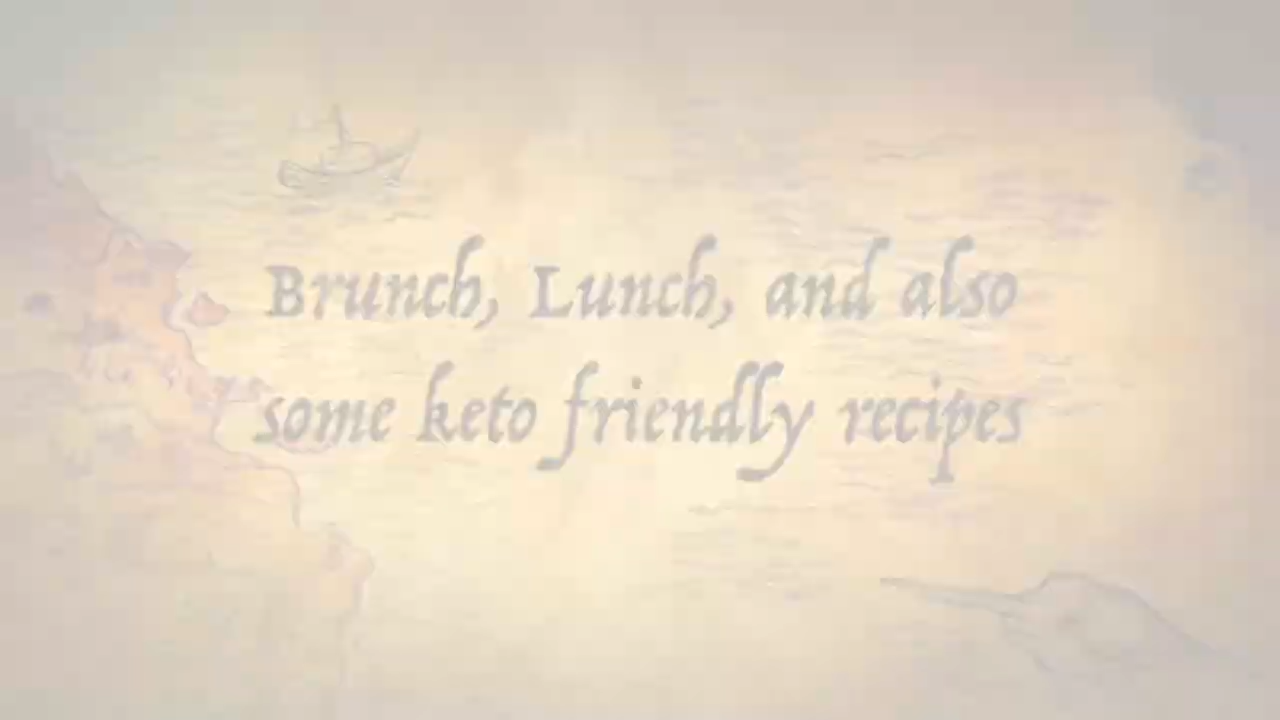 Brunch, Lunch, and also
some keto friendly recipes